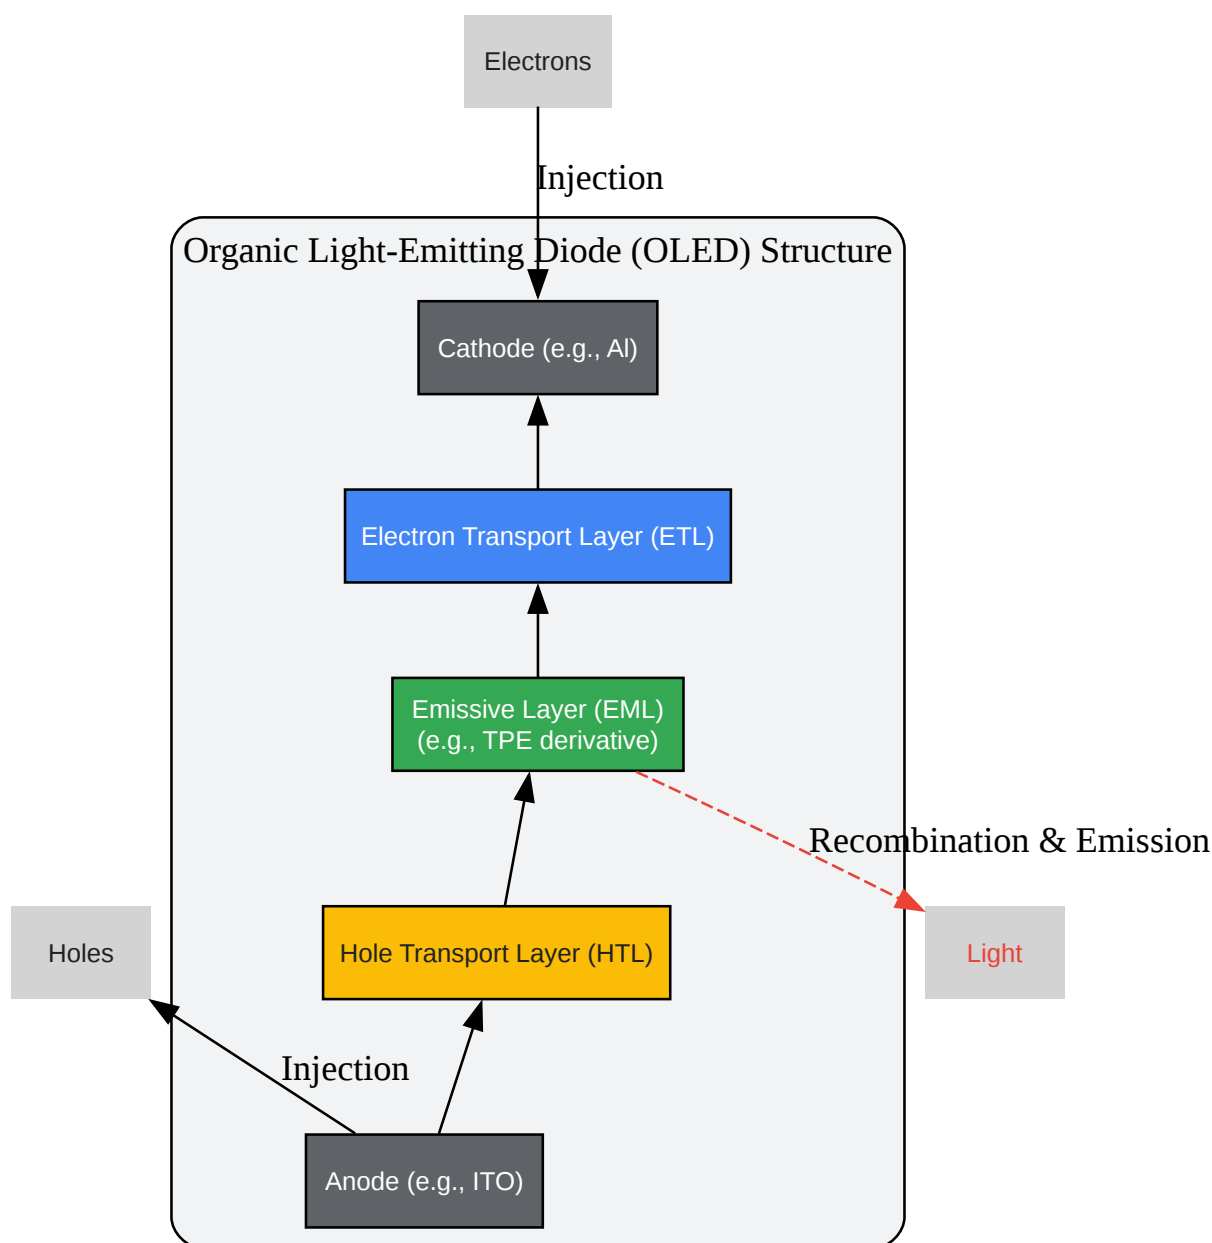 Electrons
Injection
Organic Light-Emitting Diode (OLED) Structure
Cathode (e.g., Al)
Electron Transport Layer (ETL)
Emissive Layer (EML)
(e.g., TPE derivative)
Recombination & Emission
Holes
Hole Transport Layer (HTL)
Light
Injection
Anode (e.g., ITO)